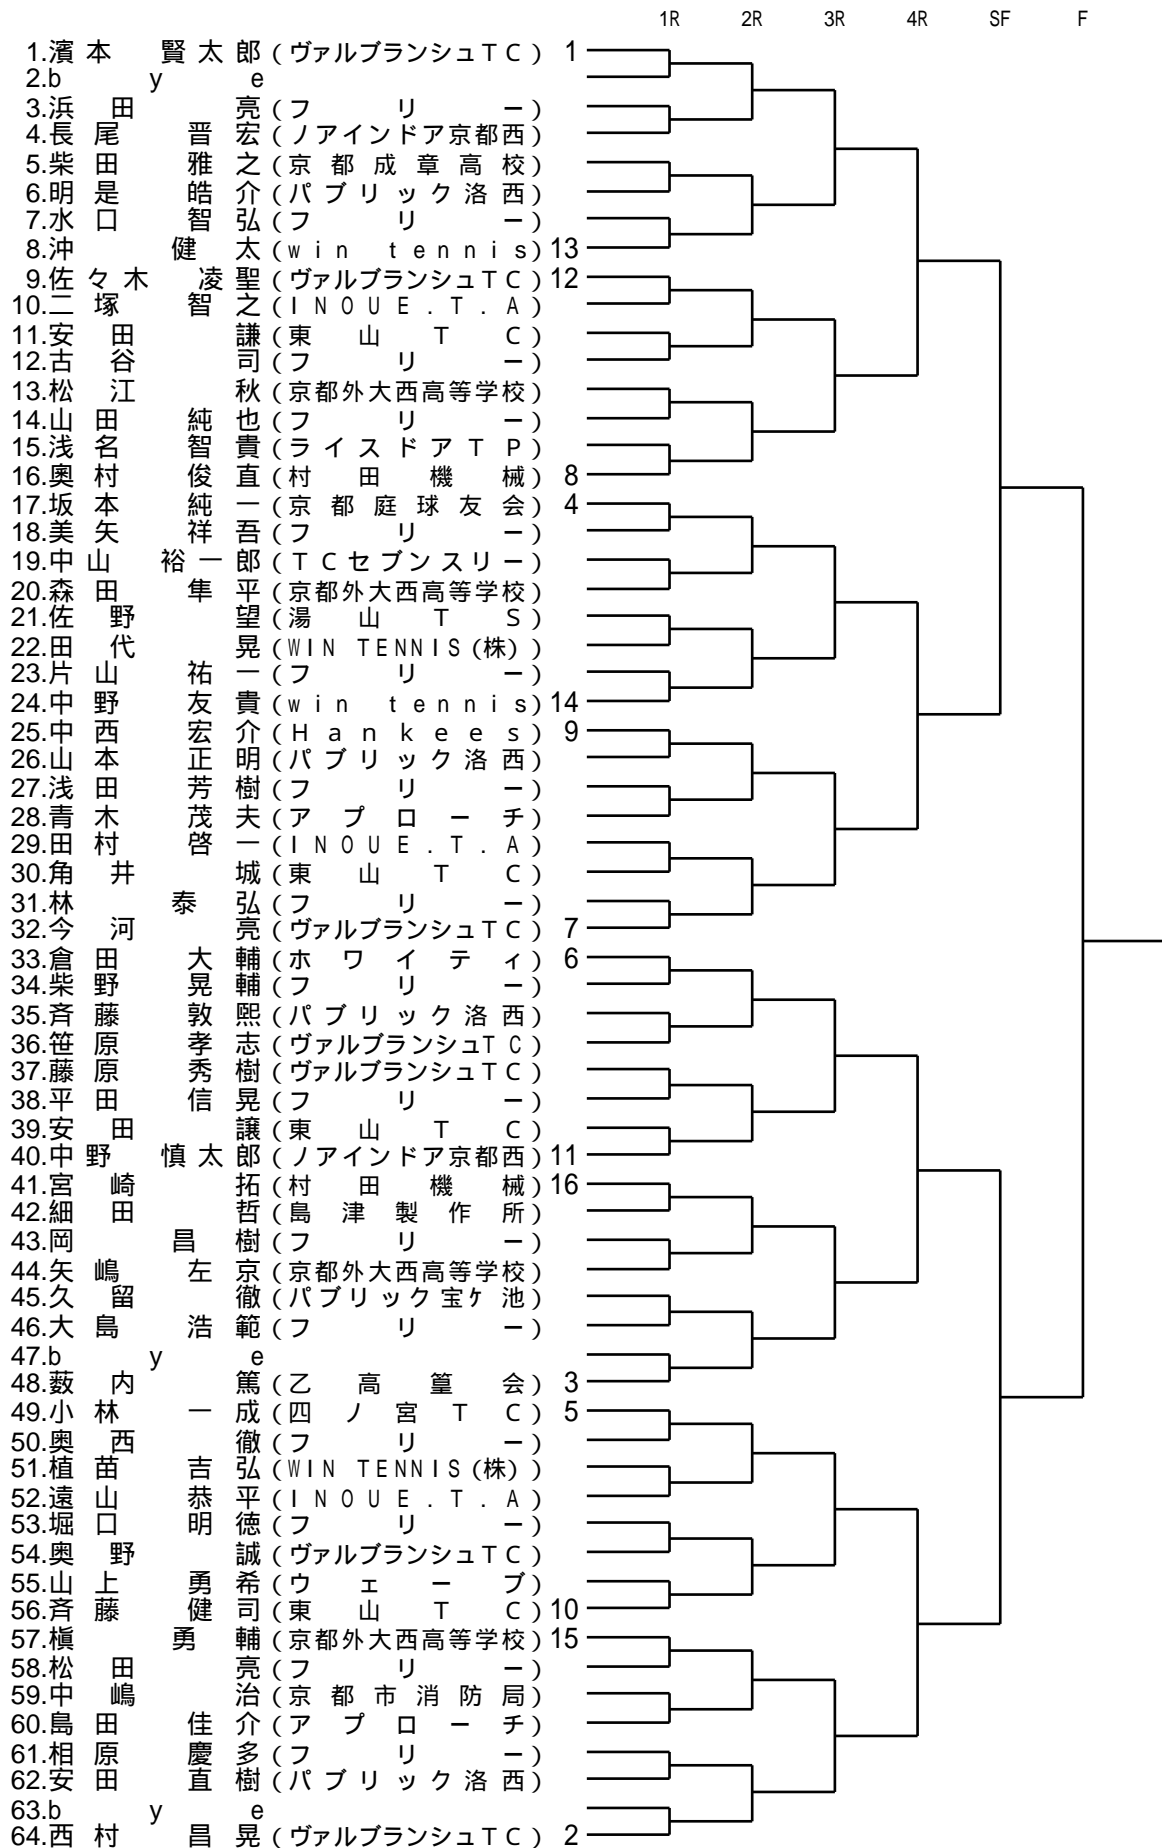 1R 2R 3R 4R SF F
1.濱本 賢太郎(ヴァルブランシュTC) 1
2.bye
3.浜田 亮(フリー)
4.長尾 晋宏(ノアインドア京都西)
5.柴田 雅之(京都成章高校)
6.明是 皓介(パブリック洛西)
7.水口 智弘(フリー)
8.沖 健太(win tennis) 13
9.佐々木 凌聖(ヴァルブランシュTC) 12
10.二塚 智之(INOUE.T.A)
11.安田 謙(東山TC)
12.古谷 司(フリー)
13.松江 秋(京都外大西高等学校)
14.山田 純也(フリー)
15.浅名 智貴(ライスドアTP)
16.奥村 俊直(村田機械) 8
17.坂本 純一(京都庭球友会) 4
18.美矢 祥吾(フリー)
19.中山 裕一郎(TCセブンスリー)
20.森田 隼平(京都外大西高等学校)
21.佐野 望(湯山TS)
22.田代 晃(WIN TENNIS(株))
23.片山 祐一(フリー)
24.中野 友貴(win tennis) 14
25.中西 宏介(Hankees) 9
26.山本 正明(パブリック洛西)
27.浅田 芳樹(フリー)
28.青木 茂夫(アプローチ)
29.田村 啓一(INOUE.T.A)
30.角井 城(東山TC)
31.林 泰弘(フリー)
32.今河 亮(ヴァルブランシュTC) 7
33.倉田 大輔(ホワイティ) 6
34.柴野 晃輔(フリー)
35.斉藤 敦熙(パブリック洛西)
36.笹原 孝志(ヴァルブランシュTC)
37.藤原 秀樹(ヴァルブランシュTC)
38.平田 信晃(フリー)
39.安田 譲(東山TC)
40.中野 慎太郎(ノアインドア京都西) 11
41.宮崎 拓(村田機械) 16
42.細田 哲(島津製作所)
43.岡 昌樹(フリー)
44.矢嶋 左京(京都外大西高等学校)
45.久留 徹(パブリック宝ケ池)
46.大島 浩範(フリー)
47.bye
48.薮内 篤(乙高篁会) 3
49.小林 一成(四ノ宮TC) 5
50.奥西 徹(フリー)
51.植苗 吉弘(WIN TENNIS(株))
52.遠山 恭平(INOUE.T.A)
53.堀口 明徳(フリー)
54.奥野 誠(ヴァルブランシュTC)
55.山上 勇希(ウェーブ)
56.斉藤 健司(東山TC) 10
57.槇 勇輔(京都外大西高等学校) 15
58.松田 亮(フリー)
59.中嶋 治(京都市消防局)
60.島田 佳介(アプローチ)
61.相原 慶多(フリー)
62.安田 直樹(パブリック洛西)
63.bye
64.西村 昌晃(ヴァルブランシュTC) 2